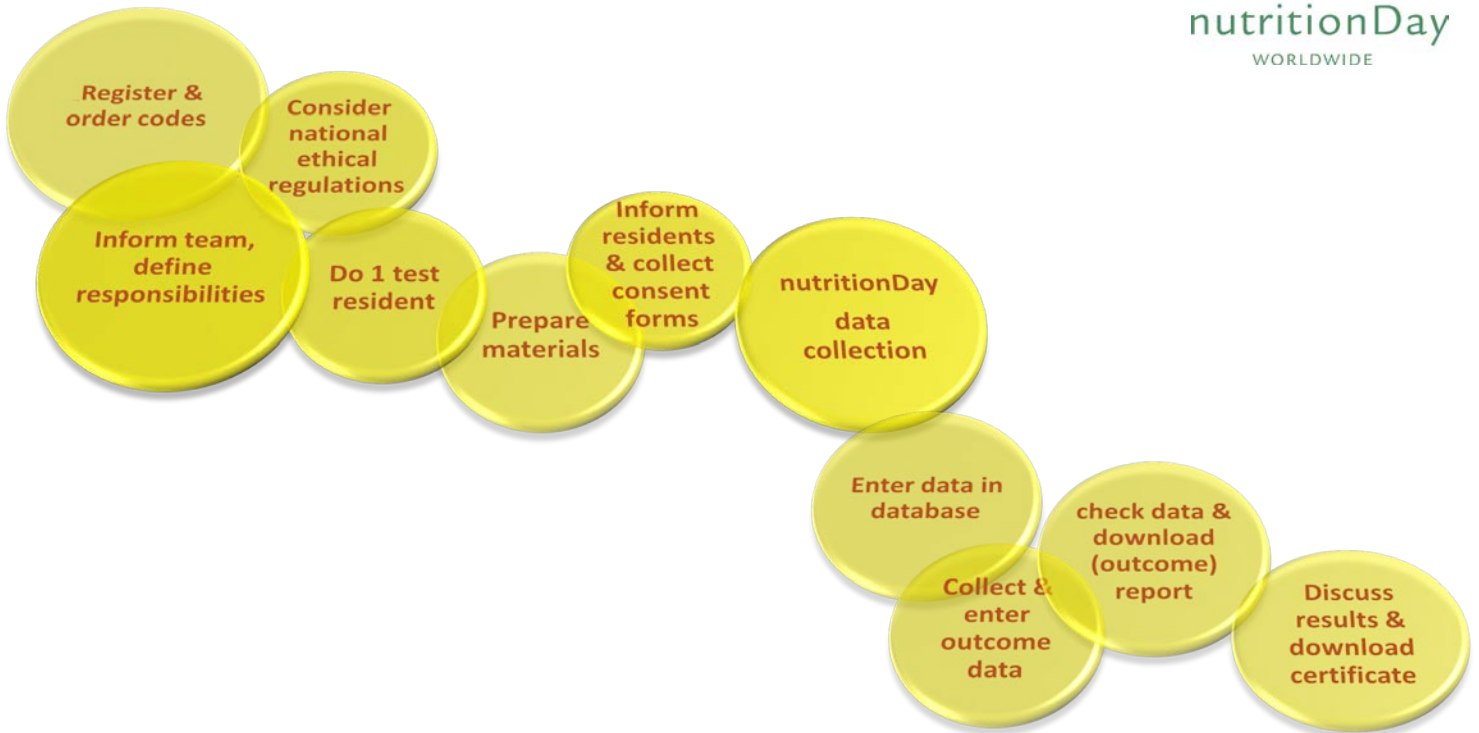 nutritionDay
WORLDWIDE
Register &
order codes
Consider
national
ethical
regulations
Inform team,
define
responsibilities
Do 1 test
resident
Prepare
materials
Inform
residents
& collect
consent
forms
nutritionDay
data
collection
Enter data in
database
Collect &
enter
outcome
data
check data &
download
(outcome)
report
Discuss
results &
download
certificate